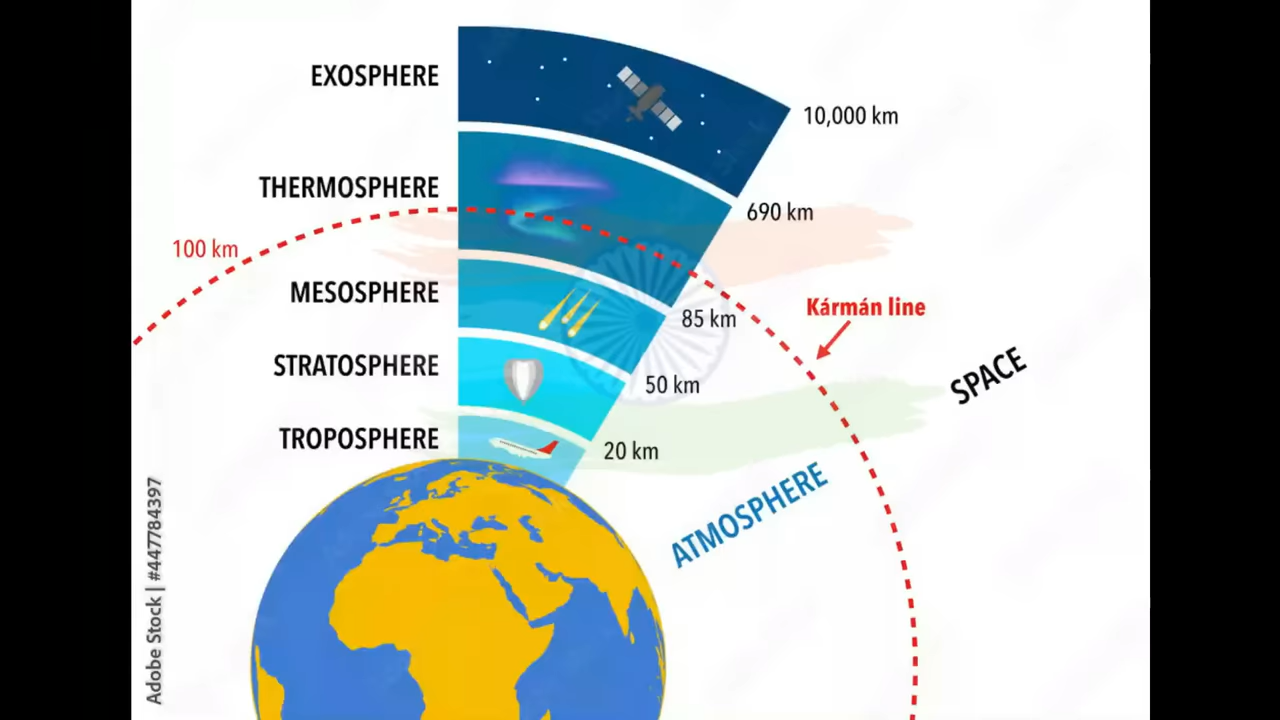 EXOSPHERE
10,000 km
THERMOSPHERE
690 km
100 km
MESOSPHERE
Kármán line
85 km
SPACE
STRATOSPHERE
50 km
TROPOSPHERE
20 km
ATMOSPHERE
Adobe Stock | #447784397